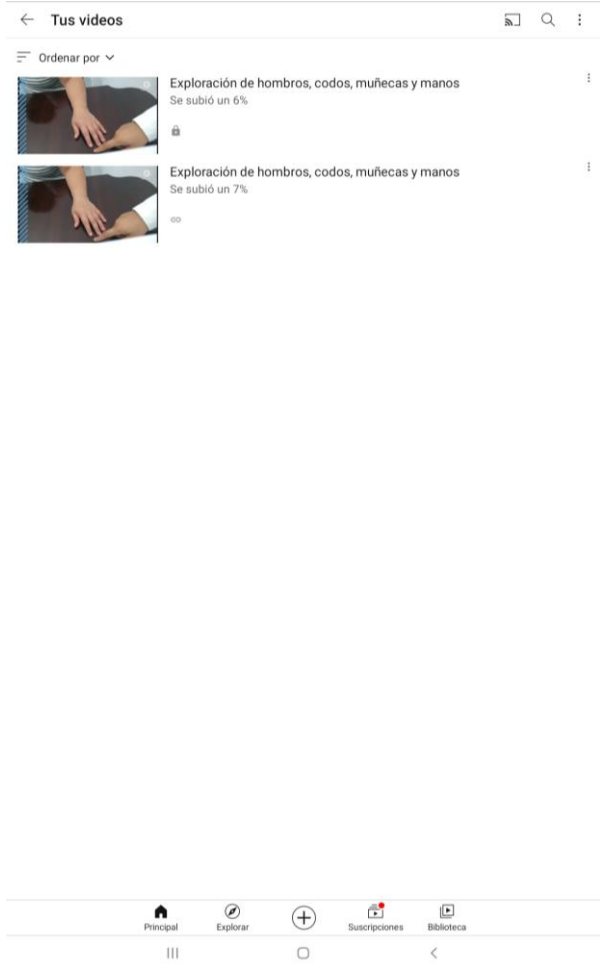 Tus videos
Ordenar por
Exploración de hombros, codos, muñecas y manos
Se subió un 6%
Exploración de hombros, codos, muñecas y manos
Se subió un 7%
Principal
Explorar
Suscripciones
Biblioteca